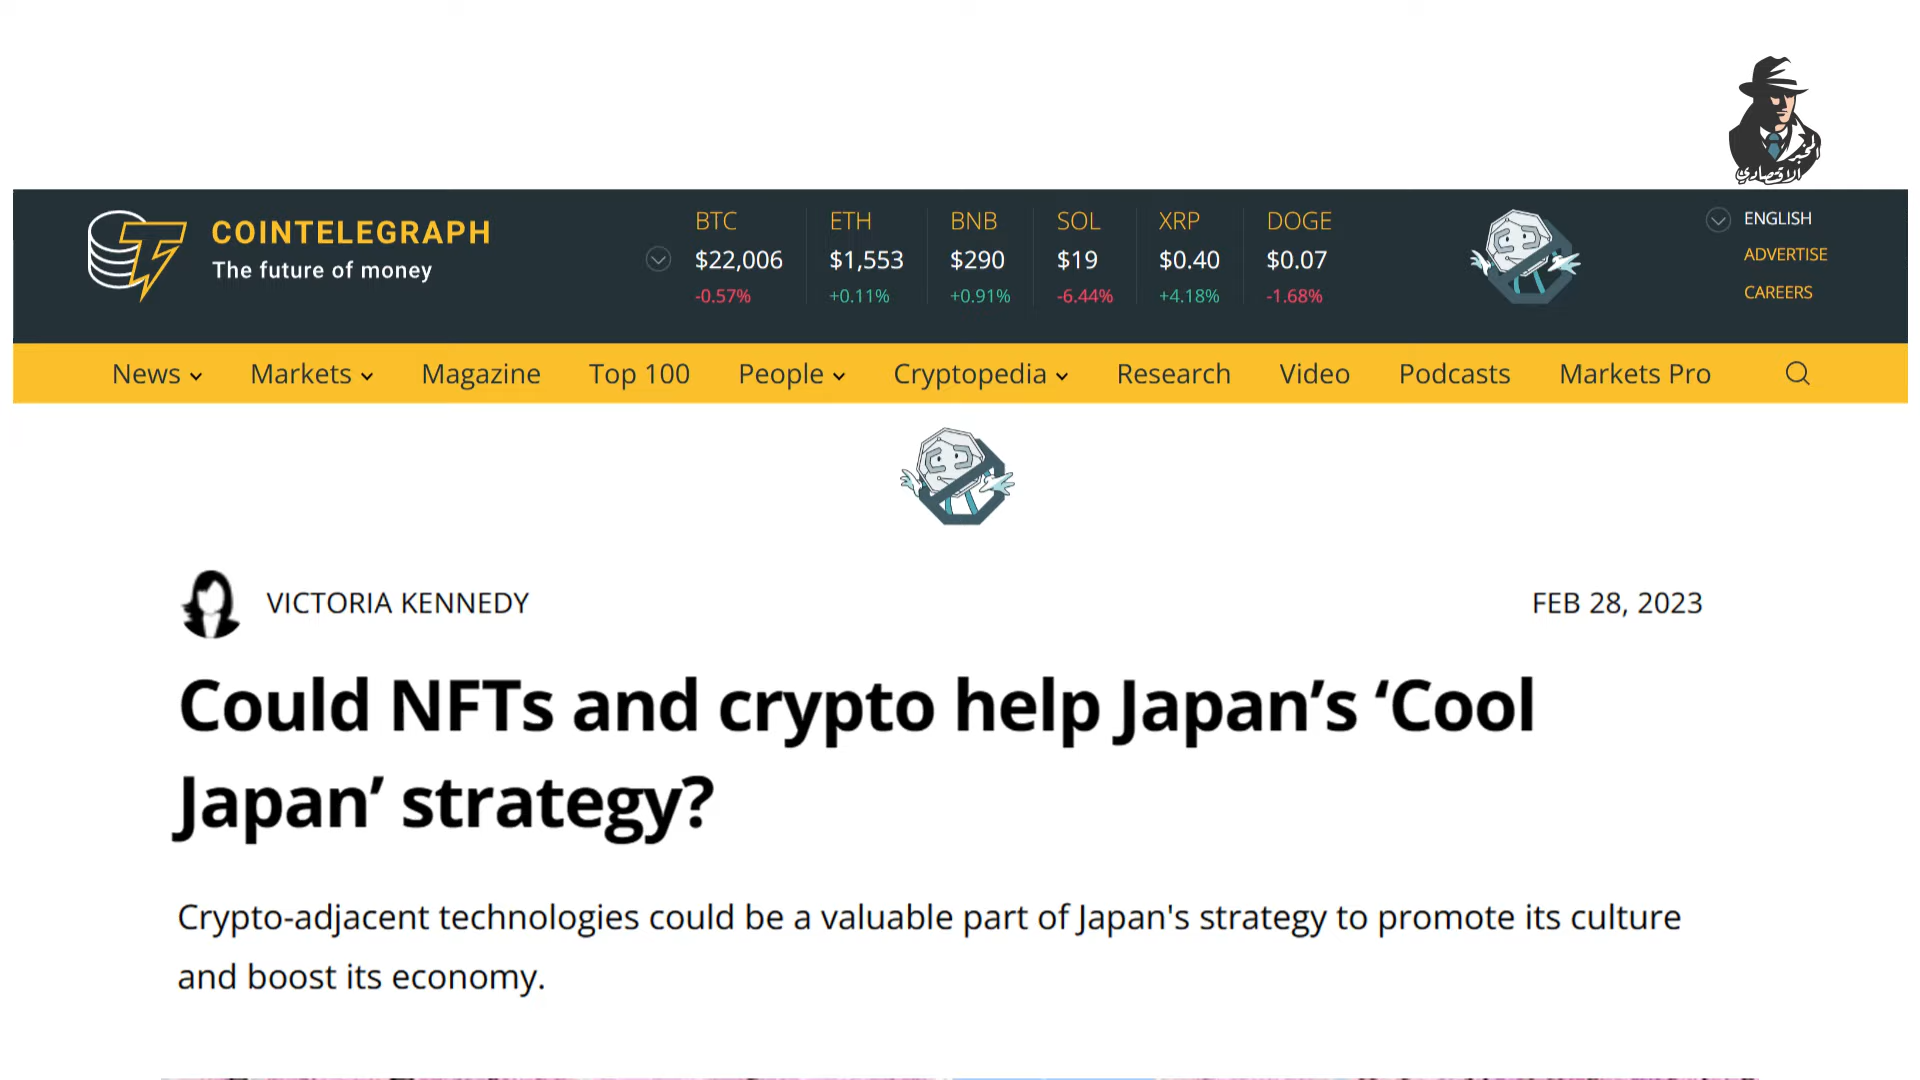 المخبر
الاقتصادي
COINTELEGRAPH
The future of money
BTC ETH BNB SOL XRP DOGE
$22,006 $1,553 $290 $19 $0.40 $0.07
-0.57% +0.11% +0.91% -6.44% +4.18% -1.68%
ENGLISH
ADVERTISE
CAREERS
News Markets Magazine Top 100 People Cryptopedia Research Video Podcasts Markets Pro
VICTORIA KENNEDY
FEB 28, 2023
Could NFTs and crypto help Japan’s ‘Cool
Japan’ strategy?
Crypto-adjacent technologies could be a valuable part of Japan's strategy to promote its culture
and boost its economy.